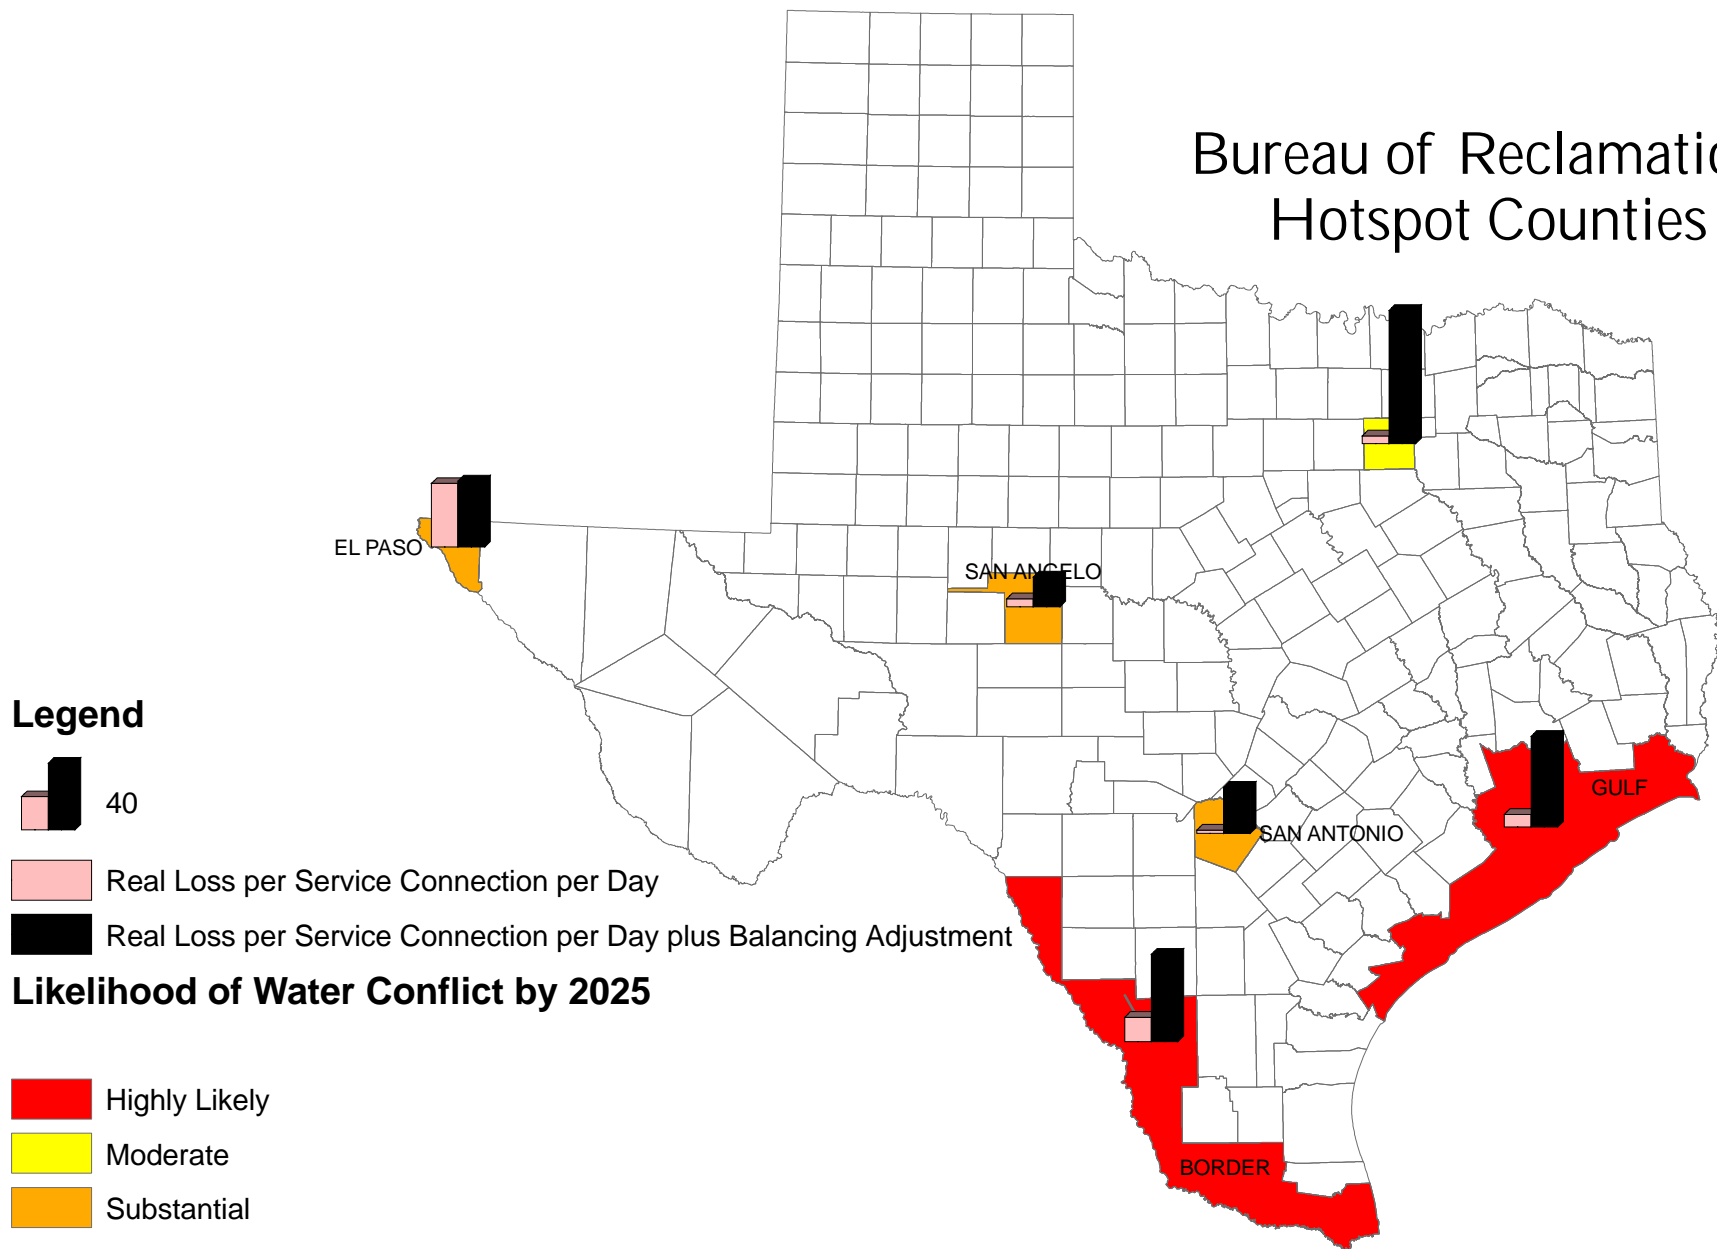 Bureau of Reclamatio
Hotspot Counties
EL PASO
SAN ANGELO
SAN ANTONIO
GULF
BORDER
Legend
40
Real Loss per Service Connection per Day
Real Loss per Service Connection per Day plus Balancing Adjustment
Likelihood of Water Conflict by 2025
Highly Likely
Moderate
Substantial